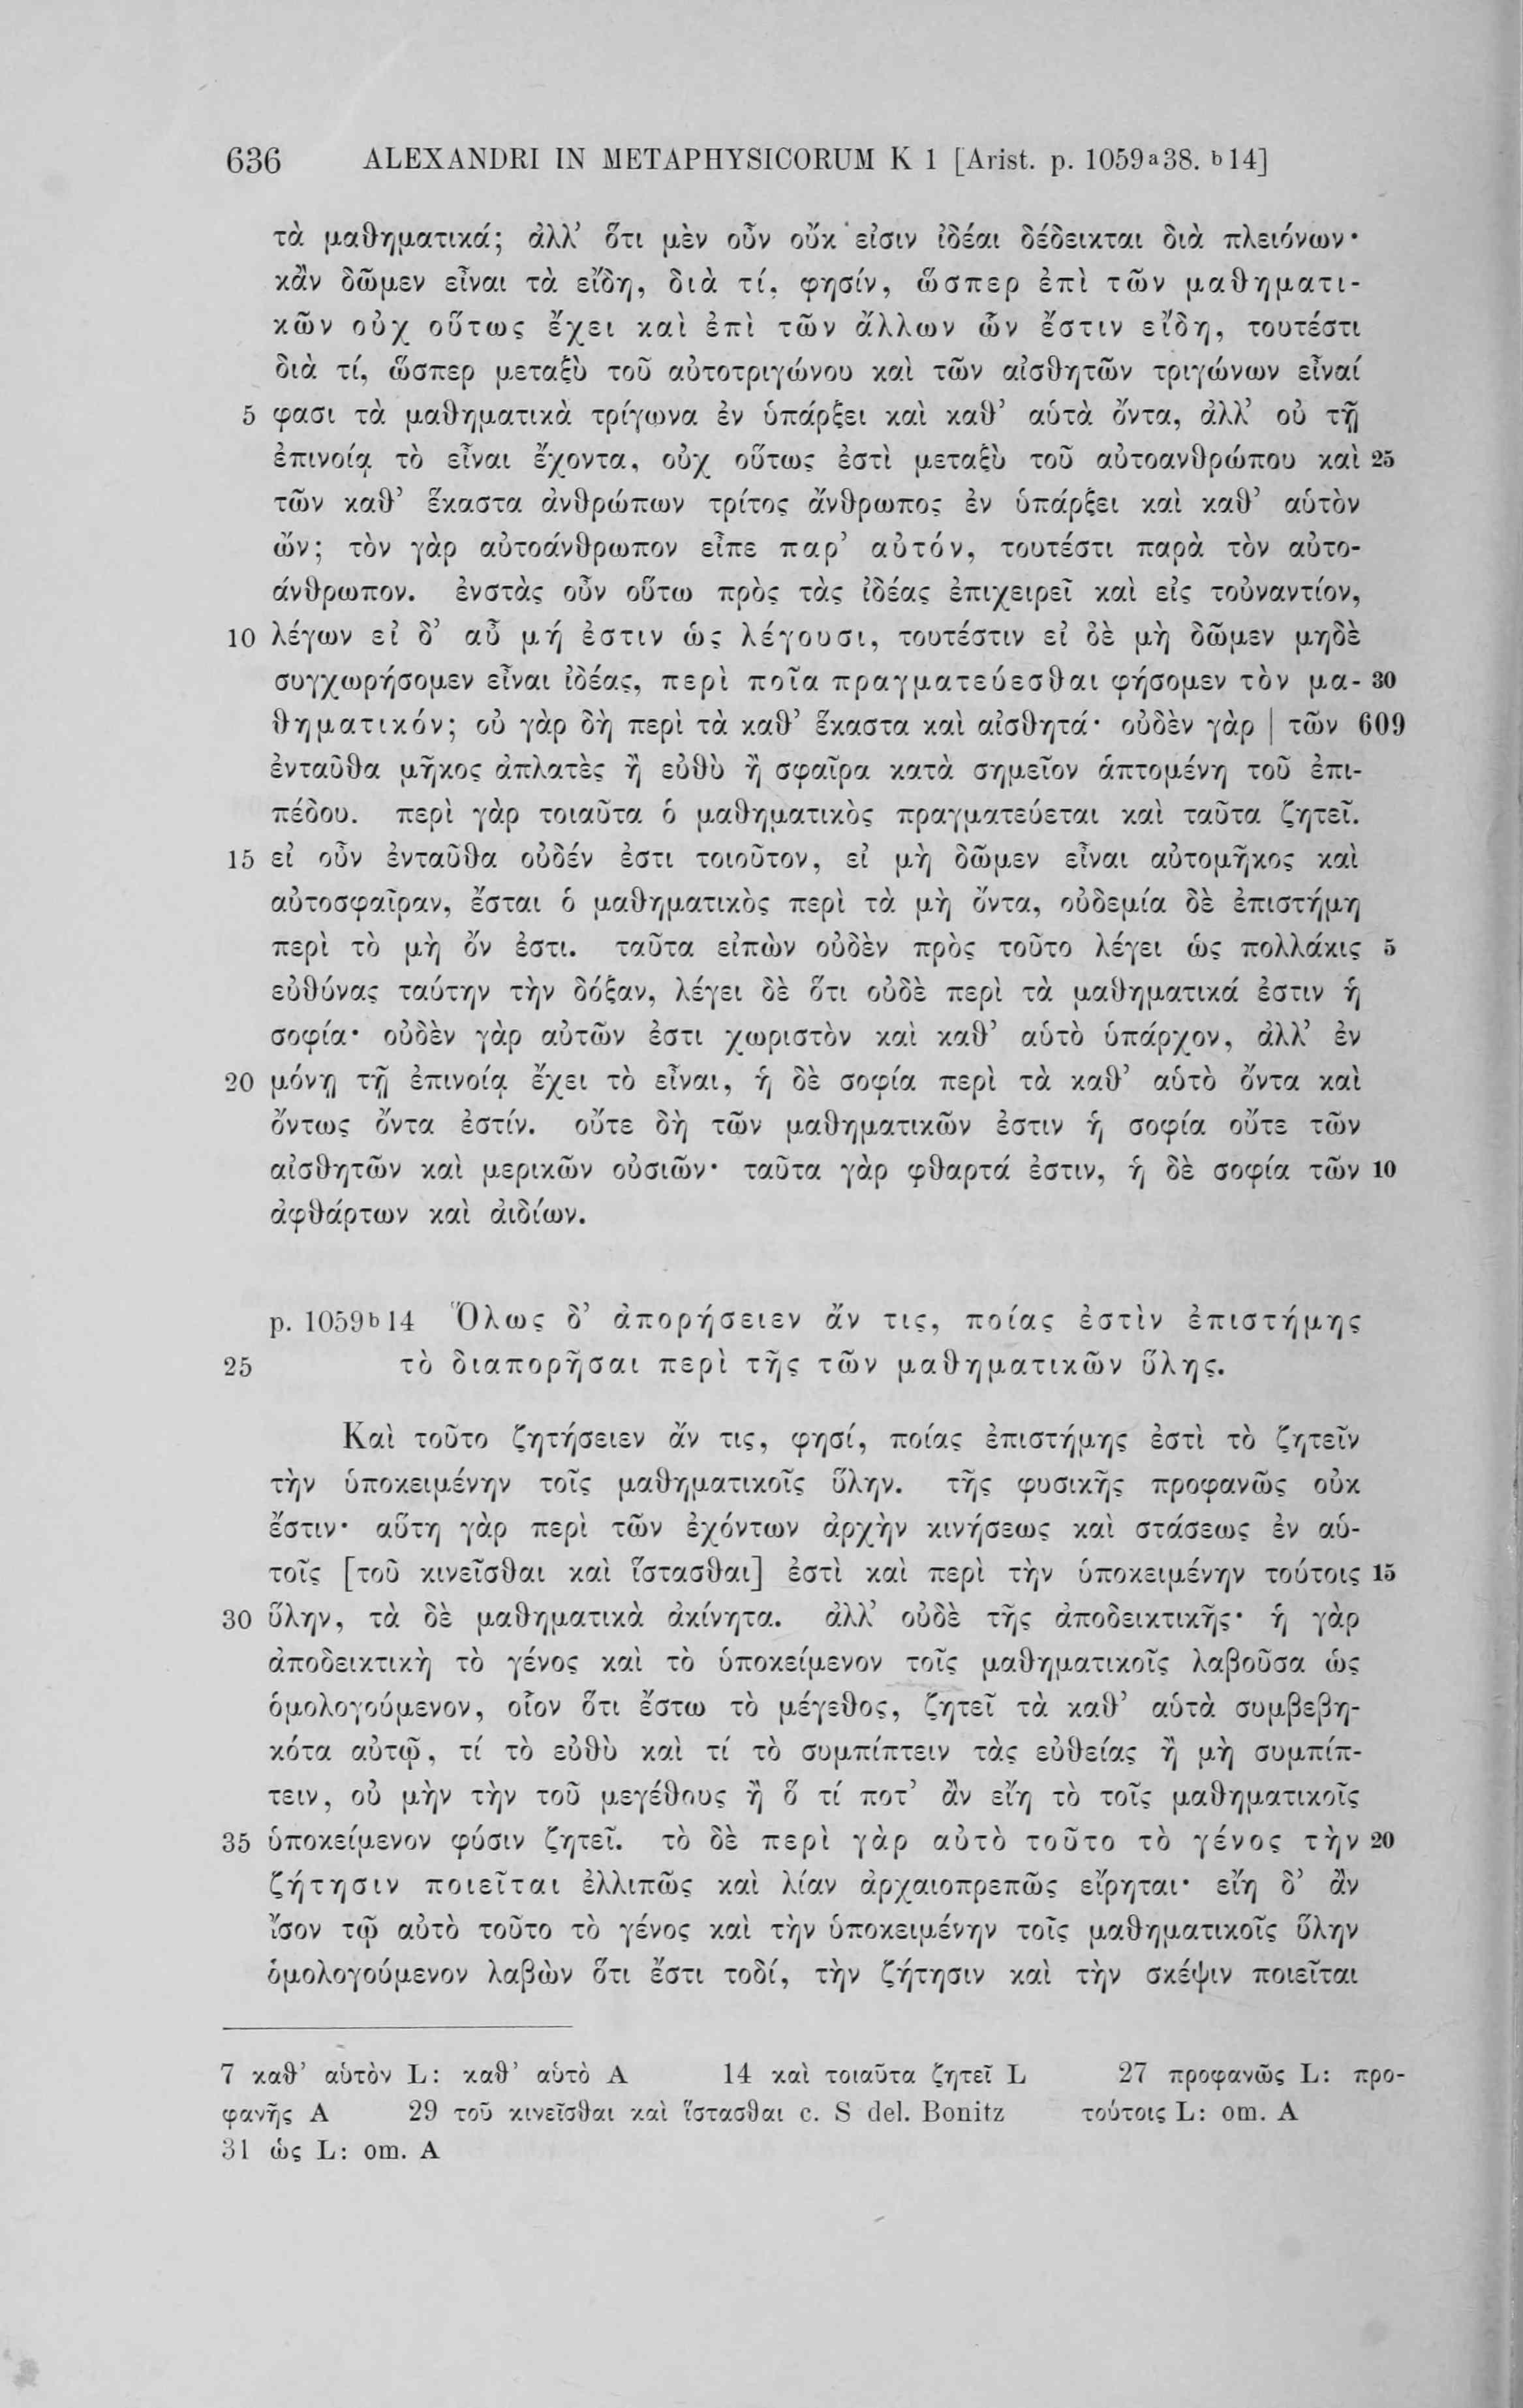 636 ALEXANDRI IN METAPHYSICORUM K 1 [Arist. p. 1059ᵃ38. ᵇ14]
τὰ μαθηματικά; ἀλλ’ ὅτι μὲν οὖν οὔκ εἰσιν ἰδέαι δέδεικται διὰ πλειόνων·
κἂν δῶμεν εἶναι τὰ εἴδη, διὰ τί, φησίν, ὥσπερ ἐπὶ τῶν μαθηματι-
κῶν οὐχ οὕτως ἔχει καὶ ἐπὶ τῶν ἄλλων ὧν ἔστιν εἴδη, τουτέστι
διὰ τί, ὥσπερ μεταξὺ τοῦ αὐτοτριγώνου καὶ τῶν αἰσθητῶν τριγώνων εἶναί
5 φασι τὰ μαθηματικὰ τρίγωνα ἐν ὑπάρξει καὶ καθ’ αὑτὰ ὄντα, ἀλλ’ οὐ τῇ
ἐπινοίᾳ τὸ εἶναι ἔχοντα, οὐχ οὕτως ἐστὶ μεταξὺ τοῦ αὐτοανθρώπου καὶ 25
τῶν καθ’ ἕκαστα ἀνθρώπων τρίτος ἄνθρωπος ἐν ὑπάρξει καὶ καθ’ αὑτὸν
ὤν; τὸν γὰρ αὐτοάνθρωπον εἶπε παρ’ αὐτόν, τουτέστι παρὰ τὸν αὐτο-
άνθρωπον. ἐνστὰς οὖν οὕτω πρὸς τὰς ἰδέας ἐπιχειρεῖ καὶ εἰς τοὐναντίον,
10 λέγων εἰ δ’ αὖ μή ἐστιν ὡς λέγουσι, τουτέστιν εἰ δὲ μὴ δῶμεν μηδὲ
συγχωρήσομεν εἶναι ἰδέας, περὶ ποῖα πραγματεύεσθαι φήσομεν τὸν μα- 30
θηματικόν; οὐ γὰρ δὴ περὶ τὰ καθ’ ἕκαστα καὶ αἰσθητά· οὐδὲν γὰρ | τῶν 609
ἐνταῦθα μῆκος ἀπλατὲς ἢ εὐθὺ ἢ σφαῖρα κατὰ σημεῖον ἁπτομένη τοῦ ἐπι-
πέδου. περὶ γὰρ τοιαῦτα ὁ μαθηματικὸς πραγματεύεται καὶ ταῦτα ζητεῖ.
15 εἰ οὖν ἐνταῦθα οὐδέν ἐστι τοιοῦτον, εἰ μὴ δῶμεν εἶναι αὐτομῆκος καὶ
αὐτοσφαῖραν, ἔσται ὁ μαθηματικὸς περὶ τὰ μὴ ὄντα, οὐδεμία δὲ ἐπιστήμη
περὶ τὸ μὴ ὄν ἐστι. ταῦτα εἰπὼν οὐδὲν πρὸς τοῦτο λέγει ὡς πολλάκις 5
εὐθύνας ταύτην τὴν δόξαν, λέγει δὲ ὅτι οὐδὲ περὶ τὰ μαθηματικά ἐστιν ἡ
σοφία· οὐδὲν γὰρ αὐτῶν ἐστι χωριστὸν καὶ καθ’ αὑτὸ ὑπάρχον, ἀλλ’ ἐν
20 μόνῃ τῇ ἐπινοίᾳ ἔχει τὸ εἶναι, ἡ δὲ σοφία περὶ τὰ καθ’ αὑτὸ ὄντα καὶ
ὄντως ὄντα ἐστίν. οὔτε δὴ τῶν μαθηματικῶν ἐστιν ἡ σοφία οὔτε τῶν
αἰσθητῶν καὶ μερικῶν οὐσιῶν· ταῦτα γὰρ φθαρτά ἐστιν, ἡ δὲ σοφία τῶν 10
ἀφθάρτων καὶ ἀιδίων.
p. 1059ᵇ14 Ὅλως δ’ ἀπορήσειεν ἄν τις, ποίας ἐστὶν ἐπιστήμης
25 τὸ διαπορῆσαι περὶ τῆς τῶν μαθηματικῶν ὕλης.
Καὶ τοῦτο ζητήσειεν ἄν τις, φησί, ποίας ἐπιστήμης ἐστὶ τὸ ζητεῖν
τὴν ὑποκειμένην τοῖς μαθηματικοῖς ὕλην. τῆς φυσικῆς προφανῶς οὐκ
ἔστιν· αὕτη γὰρ περὶ τῶν ἐχόντων ἀρχὴν κινήσεως καὶ στάσεως ἐν αὑ-
τοῖς [τοῦ κινεῖσθαι καὶ ἵστασθαι] ἐστὶ καὶ περὶ τὴν ὑποκειμένην τούτοις 15
30 ὕλην, τὰ δὲ μαθηματικὰ ἀκίνητα. ἀλλ’ οὐδὲ τῆς ἀποδεικτικῆς· ἡ γὰρ
ἀποδεικτικὴ τὸ γένος καὶ τὸ ὑποκείμενον τοῖς μαθηματικοῖς λαβοῦσα ὡς
ὁμολογούμενον, οἷον ὅτι ἔστω τὸ μέγεθος, ζητεῖ τὰ καθ’ αὑτὰ συμβεβη-
κότα αὐτῷ, τί τὸ εὐθὺ καὶ τί τὸ συμπίπτειν τὰς εὐθείας ἢ μὴ συμπίπ-
τειν, οὐ μὴν τὴν τοῦ μεγέθους ἢ ὅ τί ποτ’ ἂν εἴη τὸ τοῖς μαθηματικοῖς
35 ὑποκείμενον φύσιν ζητεῖ. τὸ δὲ περὶ γὰρ αὐτὸ τοῦτο τὸ γένος τὴν 20
ζήτησιν ποιεῖται ἐλλιπῶς καὶ λίαν ἀρχαιοπρεπῶς εἴρηται· εἴη δ’ ἂν
ἴσον τῷ αὐτὸ τοῦτο τὸ γένος καὶ τὴν ὑποκειμένην τοῖς μαθηματικοῖς ὕλην
ὁμολογούμενον λαβὼν ὅτι ἔστι τοδί, τὴν ζήτησιν καὶ τὴν σκέψιν ποιεῖται
7 καθ’ αὑτὸν L: καθ’ αὑτὸ A 14 καὶ τοιαῦτα ζητεῖ L 27 προφανῶς L: προ-
φανῆς A 29 τοῦ κινεῖσθαι καὶ ἵστασθαι c. S del. Bonitz τούτοις L: om. A
31 ὡς L: om. A